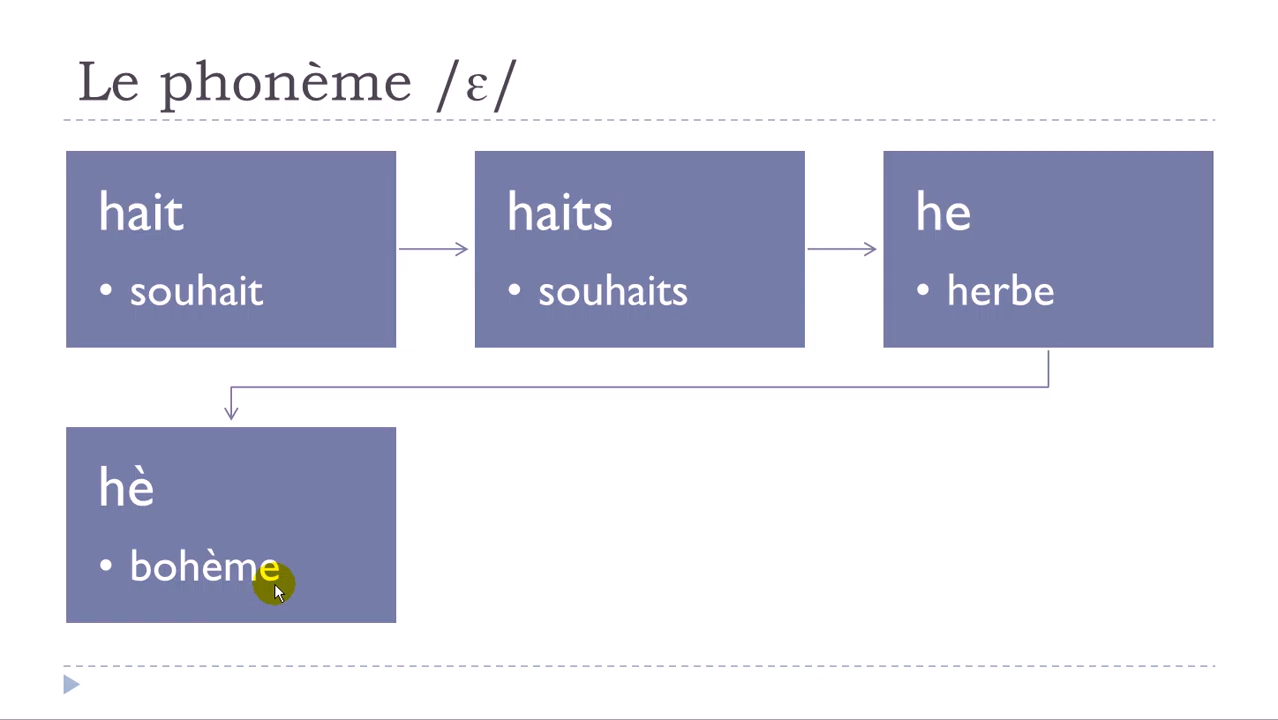 Le phonème /ɛ/
hait
• souhait
haits
• souhaits
he
• herbe
hè
• bohème